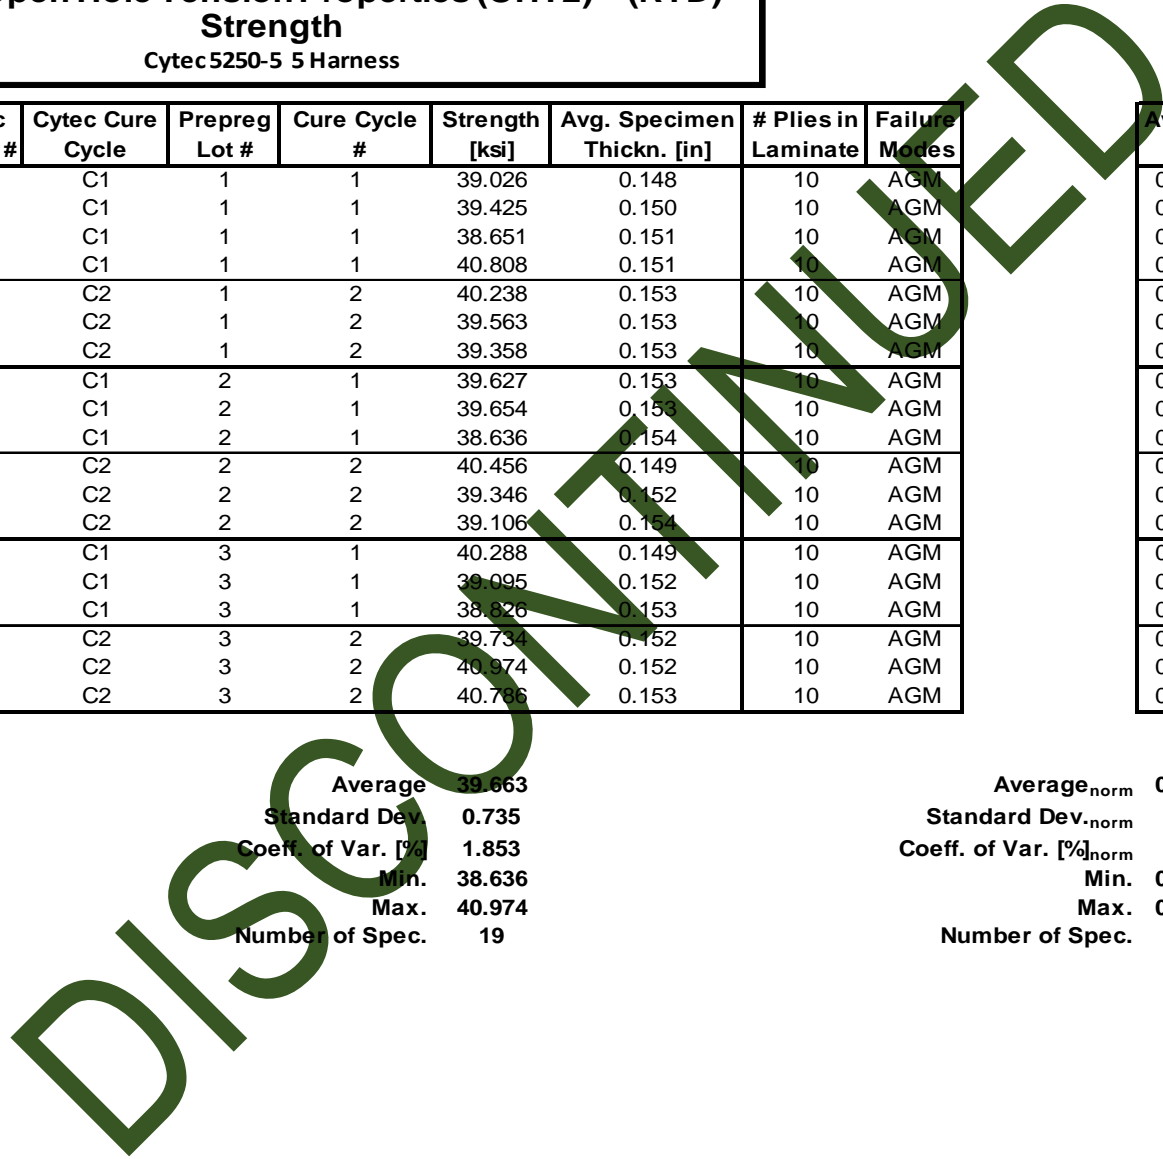 Strength
Cytec 5250-5 5 Harness
Cytec Cure Prepreg Cure Cycle Strength Avg. Specimen # Plies in Failure
# Cycle Lot # # [ksi] Thickn. [in] Laminate Modes
C1 1 1 39.026 0.148 10 AGM
C1 1 1 39.425 0.150 10 AGM
C1 1 1 38.651 0.151 10 AGM
C1 1 1 40.808 0.151 10 AGM
C2 1 2 40.238 0.153 10 AGM
C2 1 2 39.563 0.153 10 AGM
C2 1 2 39.358 0.153 10 AGM
C1 2 1 39.627 0.153 10 AGM
C1 2 1 39.654 0.153 10 AGM
C1 2 1 38.636 0.154 10 AGM
C2 2 2 40.456 0.149 10 AGM
C2 2 2 39.346 0.152 10 AGM
C2 2 2 39.106 0.154 10 AGM
C1 3 1 40.288 0.149 10 AGM
C1 3 1 39.095 0.152 10 AGM
C1 3 1 38.826 0.153 10 AGM
C2 3 2 39.734 0.152 10 AGM
C2 3 2 40.974 0.152 10 AGM
C2 3 2 40.786 0.153 10 AGM
Average 39.663 Average norm
Standard Dev. 0.735 Standard Dev. norm
Coeff. of Var. [%] 1.853 Coeff. of Var. [%] norm
Min. 38.636 Min.
Max. 40.974 Max.
Number of Spec. 19 Number of Spec.
DISCONTINUED